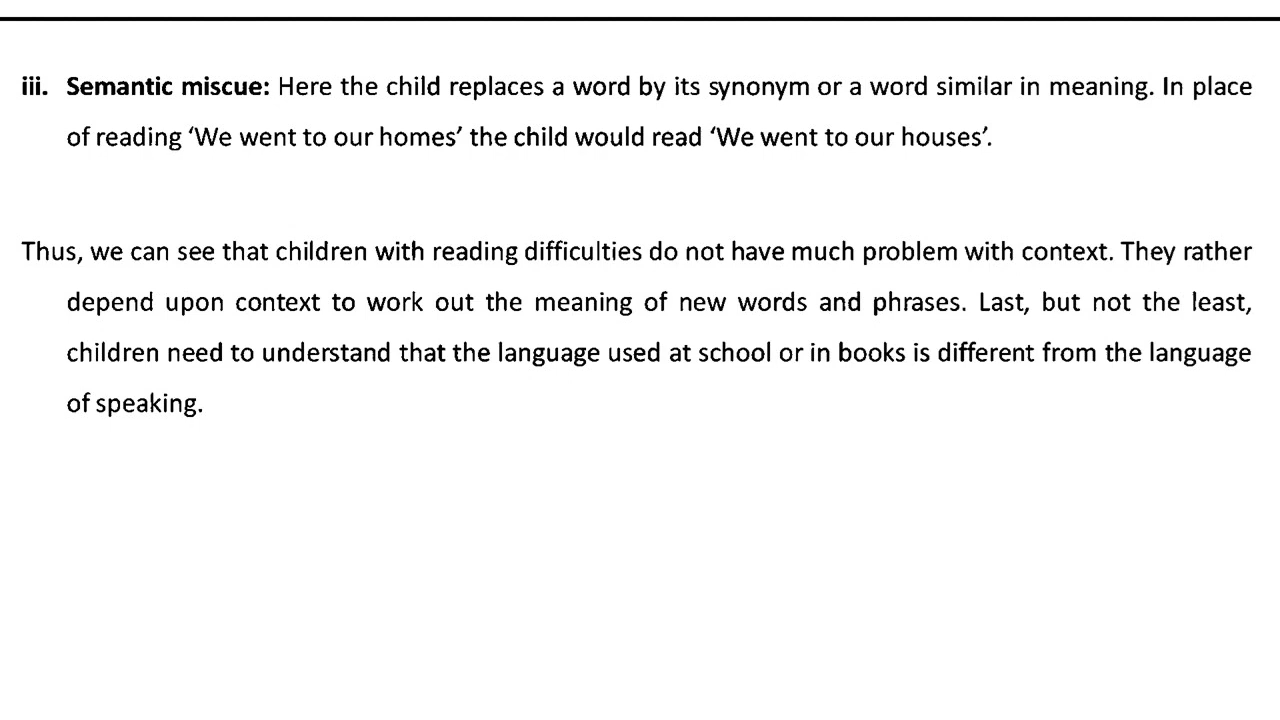 iii. Semantic miscue: Here the child replaces a word by its synonym or a word similar in meaning. In place
of reading ‘We went to our homes’ the child would read ‘We went to our houses’.
Thus, we can see that children with reading difficulties do not have much problem with context. They rather
depend upon context to work out the meaning of new words and phrases. Last, but not the least,
children need to understand that the language used at school or in books is different from the language
of speaking.